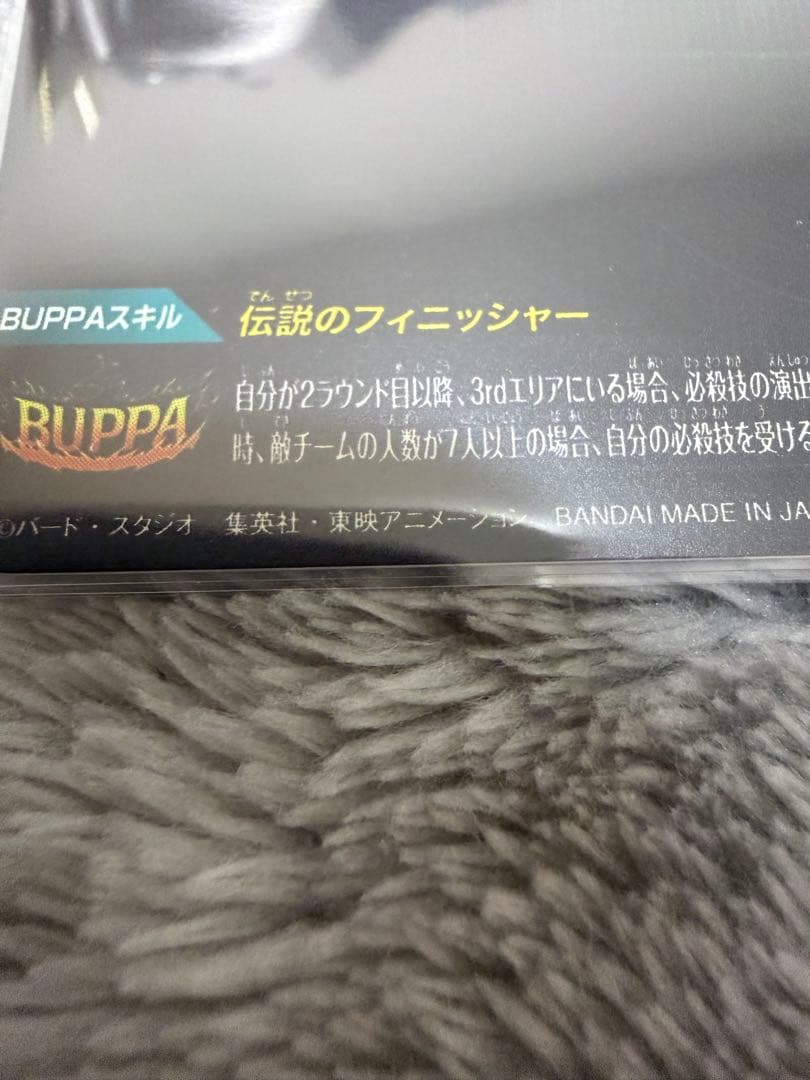 BUPPAスキル
でん せつ
伝説のフィニッシャー
BUPPA
自分が2ラウンド目以降、3rdエリアにいる場合、必殺技の演出
時、敵チームの人数が7人以上の場合、自分の必殺技を受ける
©バード・スタジオ 集英社・東映アニメーション BANDAI MADE IN JA